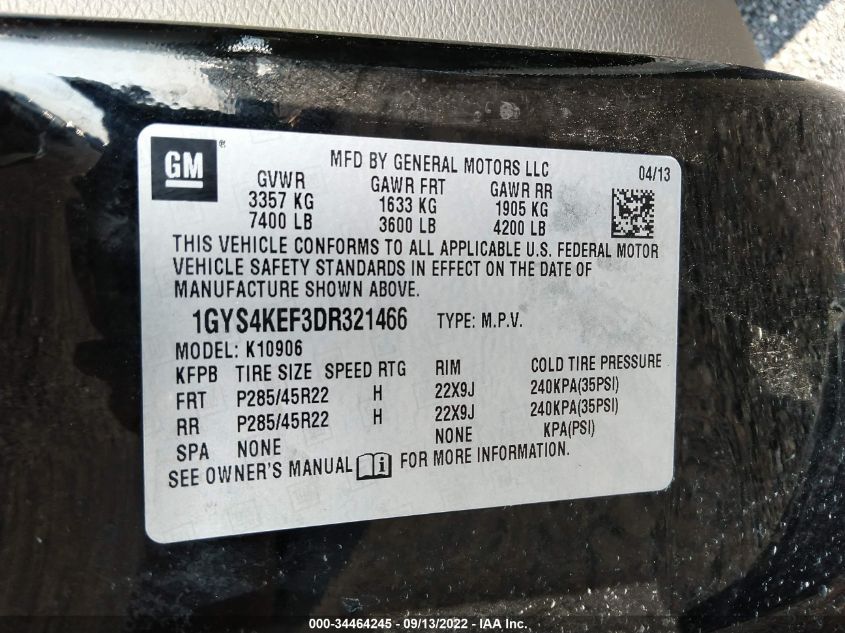 GM®
MFD BY GENERAL MOTORS LLC 04/13
GVWR GAWR FRT GAWR RR
3357 KG 1633 KG 1905 KG
7400 LB 3600 LB 4200 LB
THIS VEHICLE CONFORMS TO ALL APPLICABLE U.S. FEDERAL MOTOR
VEHICLE SAFETY STANDARDS IN EFFECT ON THE DATE OF
MANUFACTURE SHOWN ABOVE.
1GYS4KEF3DR321466 TYPE: M.P.V.
MODEL: K10906
KFPB TIRE SIZE SPEED RTG RIM COLD TIRE PRESSURE
FRT P285/45R22 H 22X9J 240KPA(35PSI)
RR P285/45R22 H 22X9J 240KPA(35PSI)
SPA NONE NONE KPA(PSI)
SEE OWNER'S MANUAL i FOR MORE INFORMATION.
000-34464245 - 09/13/2022 - IAA Inc.